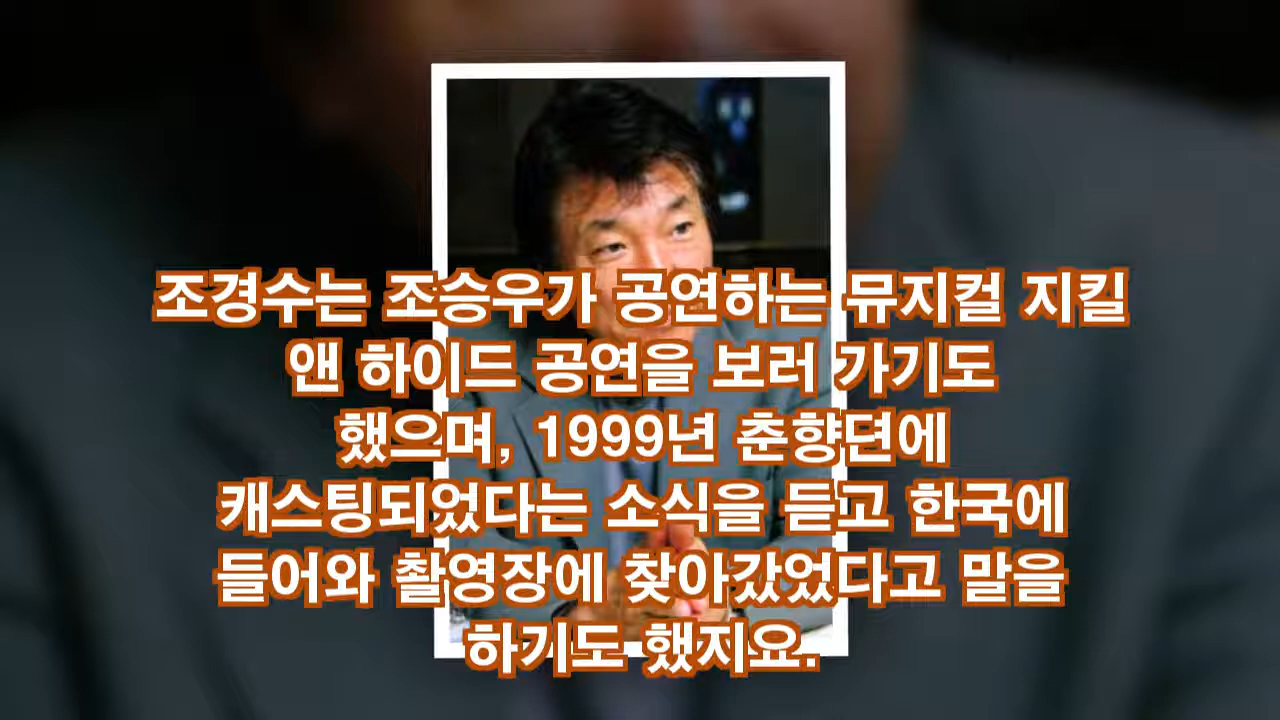 조경수는 조승우가 공연하는 뮤지컬 지킬
앤 하이드 공연을 보러 가기도
했으며, 1999년 춘향뎐에
캐스팅되었다는 소식을 듣고 한국에
들어와 촬영장에 찾아갔었다고 말을
하기도 했지요.